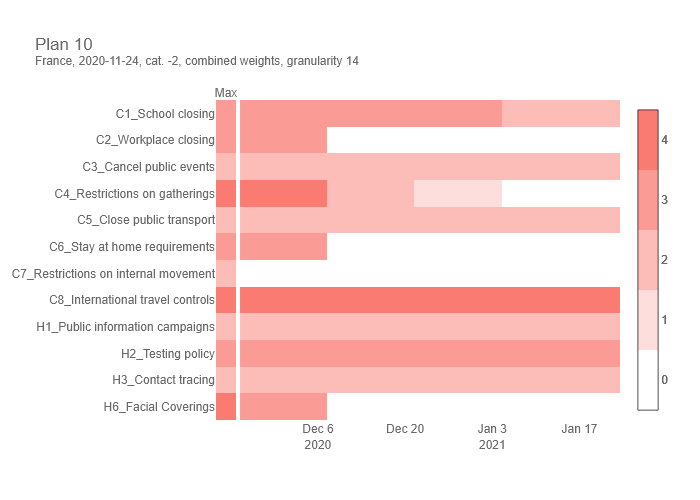 Plan 10
France, 2020-11-24, cat. -2, combined weights, granularity 14
Max
C1_School closing
C2_Workplace closing
C3_Cancel public events
C4_Restrictions on gatherings
C5_Close public transport
C6_Stay at home requirements
C7_Restrictions on internal movement
C8_International travel controls
H1_Public information campaigns
H2_Testing policy
H3_Contact tracing
H6_Facial Coverings
Dec 6 Dec 20 Jan 3 Jan 17
2020 2021
4
3
2
1
0